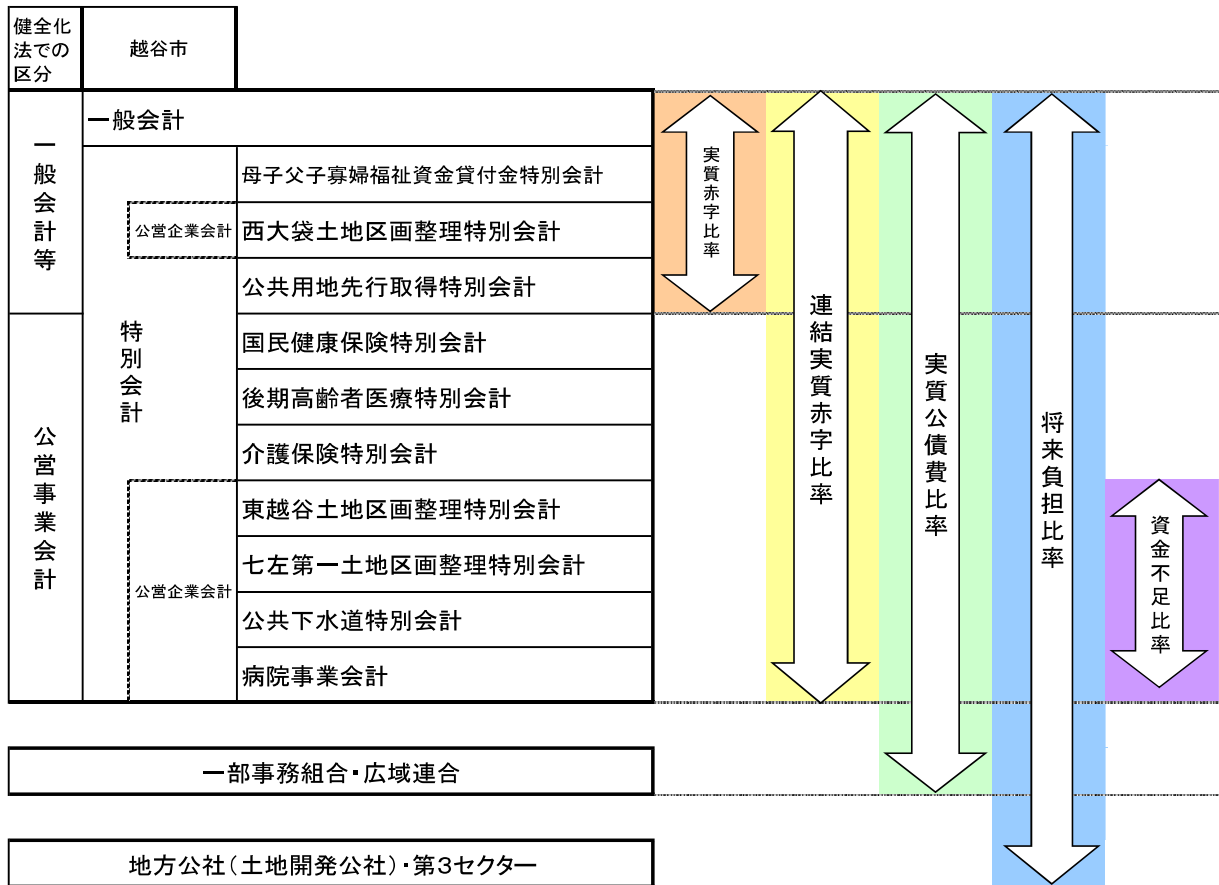 健全化
法での
区分
越谷市
一般会計等
一般会計
特別会計
母子父子寡婦福祉資金貸付金特別会計
公営企業会計
西大袋土地区画整理特別会計
公共用地先行取得特別会計
公営事業会計
国民健康保険特別会計
後期高齢者医療特別会計
介護保険特別会計
公営企業会計
東越谷土地区画整理特別会計
七左第一土地区画整理特別会計
公共下水道特別会計
病院事業会計
実質赤字比率
連結実質赤字比率
実質公債費比率
将来負担比率
資金不足比率
一部事務組合・広域連合
地方公社(土地開発公社)・第3セクター